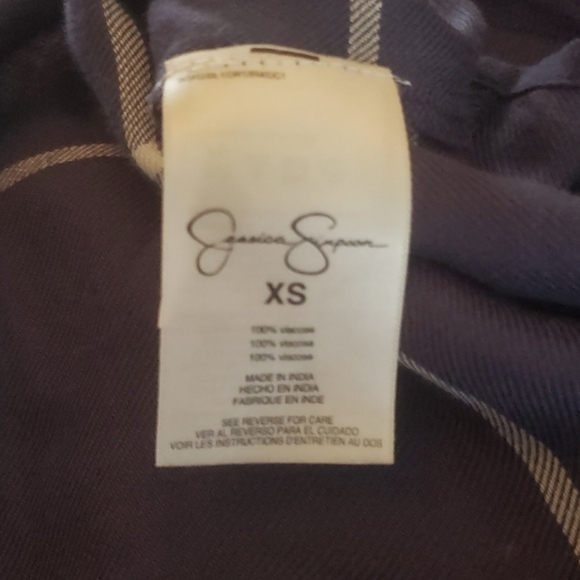 Jessica Simpson
XS
100% viscose
100% viscosa
100% viscose
MADE IN INDIA
HECHO EN INDIA
FABRIQUE EN INDE
SEE REVERSE FOR CARE
VER AL REVERSO PARA EL CUIDADO
VOIR LES INSTRUCTIONS D'ENTRETIEN AU DOS